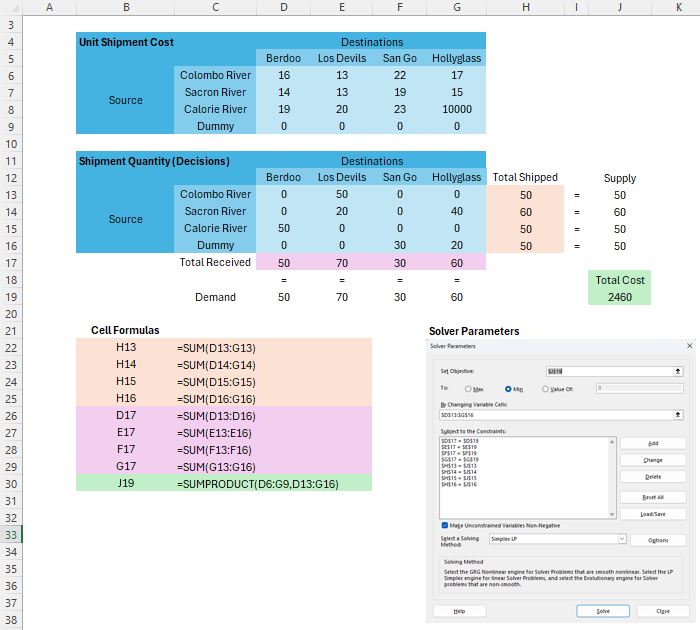 A B C D E F G H I J K
3
4 Unit Shipment Cost Destinations
5 Berdoo Los Devils San Go Hollyglass
6 Colombo River 16 13 22 17
7 Source Sacron River 14 13 19 15
8 Calorie River 19 20 23 10000
9 Dummy 0 0 0 0
10
11 Shipment Quantity (Decisions) Destinations
12 Berdoo Los Devils San Go Hollyglass Total Shipped Supply
13 Colombo River 0 50 0 0 50 = 50
14 Source Sacron River 0 20 0 40 60 = 60
15 Calorie River 50 0 0 0 50 = 50
16 Dummy 0 0 30 20 50 = 50
17 Total Received 50 70 30 60
18 = = = = Total Cost
19 Demand 50 70 30 60 2460
20
21 Cell Formulas Solver Parameters
22 H13 =SUM(D13:G13)
23 H14 =SUM(D14:G14)
24 H15 =SUM(D15:G15)
25 H16 =SUM(D16:G16)
26 D17 =SUM(D13:D16)
27 E17 =SUM(E13:E16)
28 F17 =SUM(F13:F16)
29 G17 =SUM(G13:G16)
30 J19 =SUMPRODUCT(D6:G9,D13:G16)
31
32
33
34
35
36
37
38
Solver Parameters
Set Objective: $J$19
To: Max Min Value Of: 0
By Changing Variable Cells:
$D$13:$G$16
Subject to the Constraints:
$D$17 = $D$19
$E$17 = $E$19
$F$17 = $F$19
$G$17 = $G$19
$H$13 = $J$13
$H$14 = $J$14
$H$15 = $J$15
$H$16 = $J$16
Add
Change
Delete
Reset All
Load/Save
Make Unconstrained Variables Non-Negative
Select a Solving Method: Simplex LP Options
Solving Method
Select the GRG Nonlinear engine for Solver Problems that are smooth nonlinear. Select the LP
Simplex engine for linear Solver Problems, and select the Evolutionary engine for Solver
problems that are non-smooth.
Help Solve Close